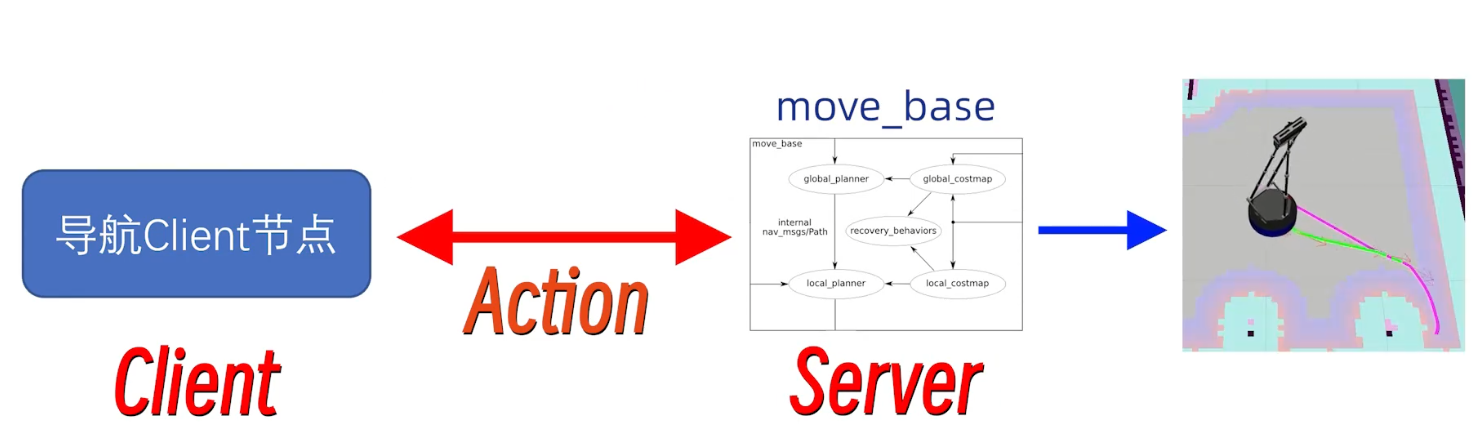 导航Client节点
Client
Action
move_base
move_base
global_planner
global_costmap
internal
nav_msgs/Path
recovery_behaviors
local_planner
local_costmap
Server